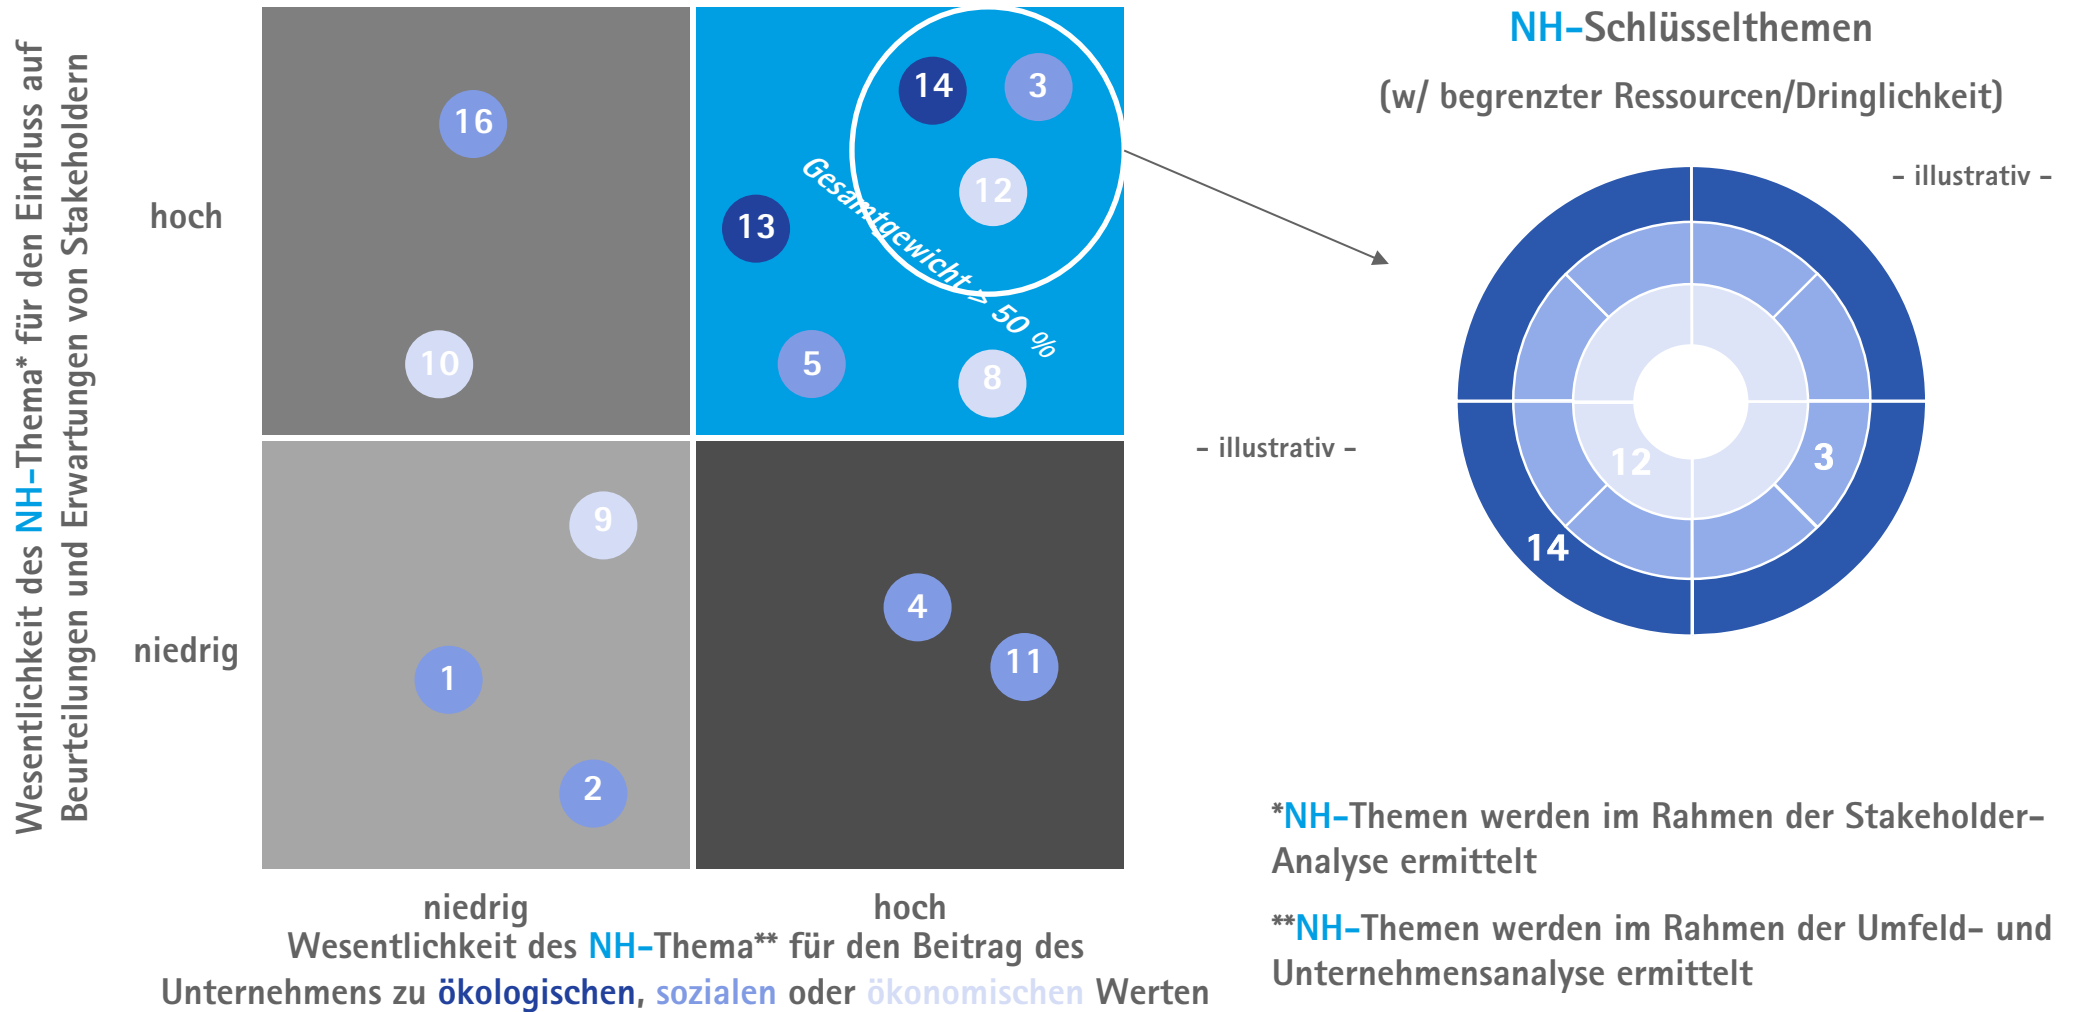 Wesentlichkeit des NH-Thema* für den Einfluss auf
Beurteilungen und Erwartungen von Stakeholdern
hoch
niedrig
16
10
14
3
12
13
5
8
Gesamtgewicht > 50 %
9
1
2
4
11
niedrig
hoch
Wesentlichkeit des NH-Thema** für den Beitrag des
Unternehmens zu ökologischen, sozialen oder ökonomischen Werten
- illustrativ -
NH-Schlüsselthemen
(w/ begrenzter Ressourcen/Dringlichkeit)
- illustrativ -
12
3
14
*NH-Themen werden im Rahmen der Stakeholder-
Analyse ermittelt
**NH-Themen werden im Rahmen der Umfeld- und
Unternehmensanalyse ermittelt